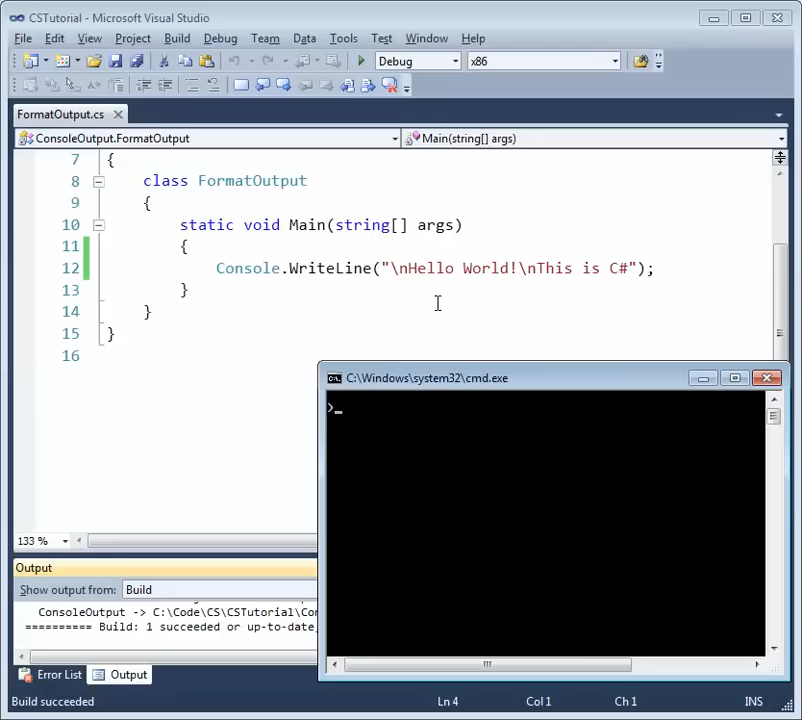 CSTutorial - Microsoft Visual Studio
File Edit View Project Build Debug Team Data Tools Test Window Help
Debug x86
FormatOutput.cs
ConsoleOutput.FormatOutput Main(string[] args)
7 {
8 class FormatOutput
9 {
10 static void Main(string[] args)
11 {
12 Console.WriteLine("\nHello World!\nThis is C#");
13 }
14 }
15 }
16
C:\Windows\system32\cmd.exe
>_
133 %
Output
Show output from: Build
ConsoleOutput -> C:\Code\CS\CSTutorial\Con
========== Build: 1 succeeded or up-to-date,
Error List Output
Build succeeded Ln 4 Col 1 Ch 1 INS